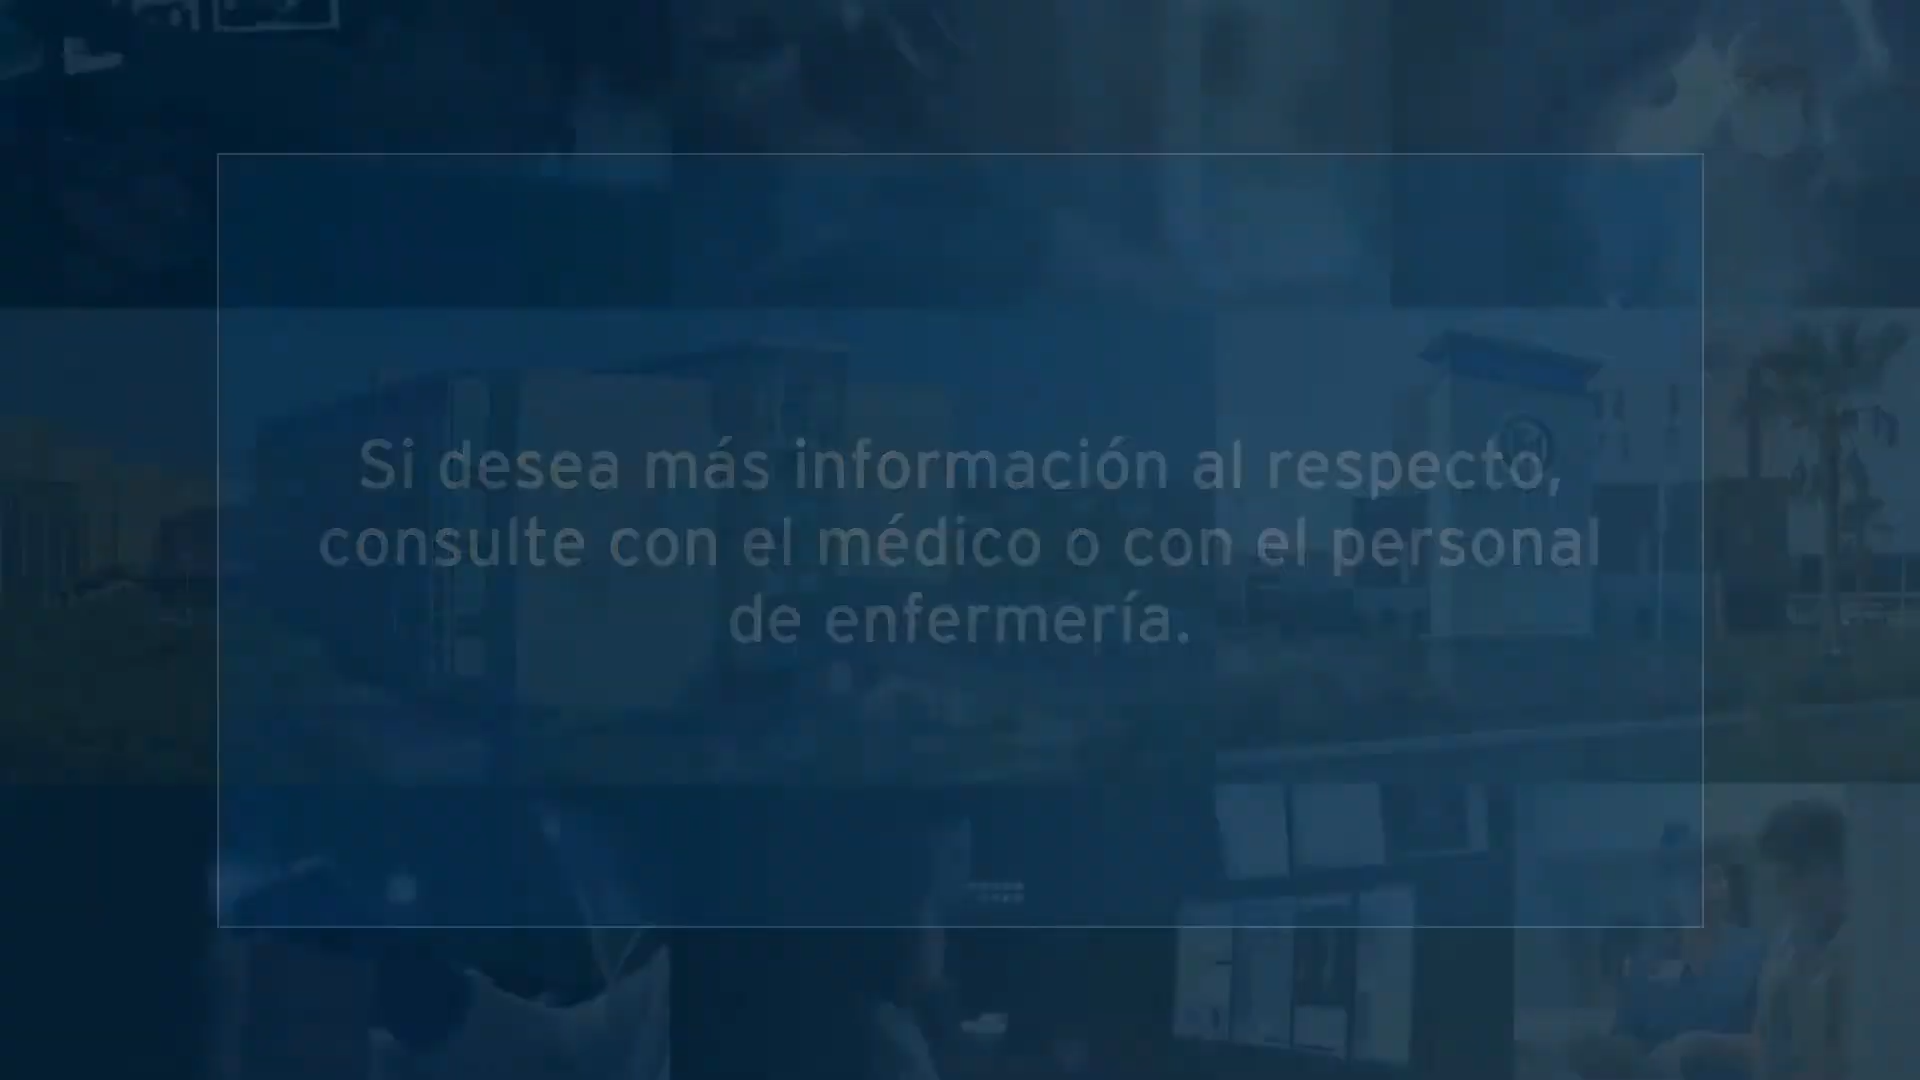 Si desea más información al respecto,
consulte con el médico o con el personal
de enfermería.